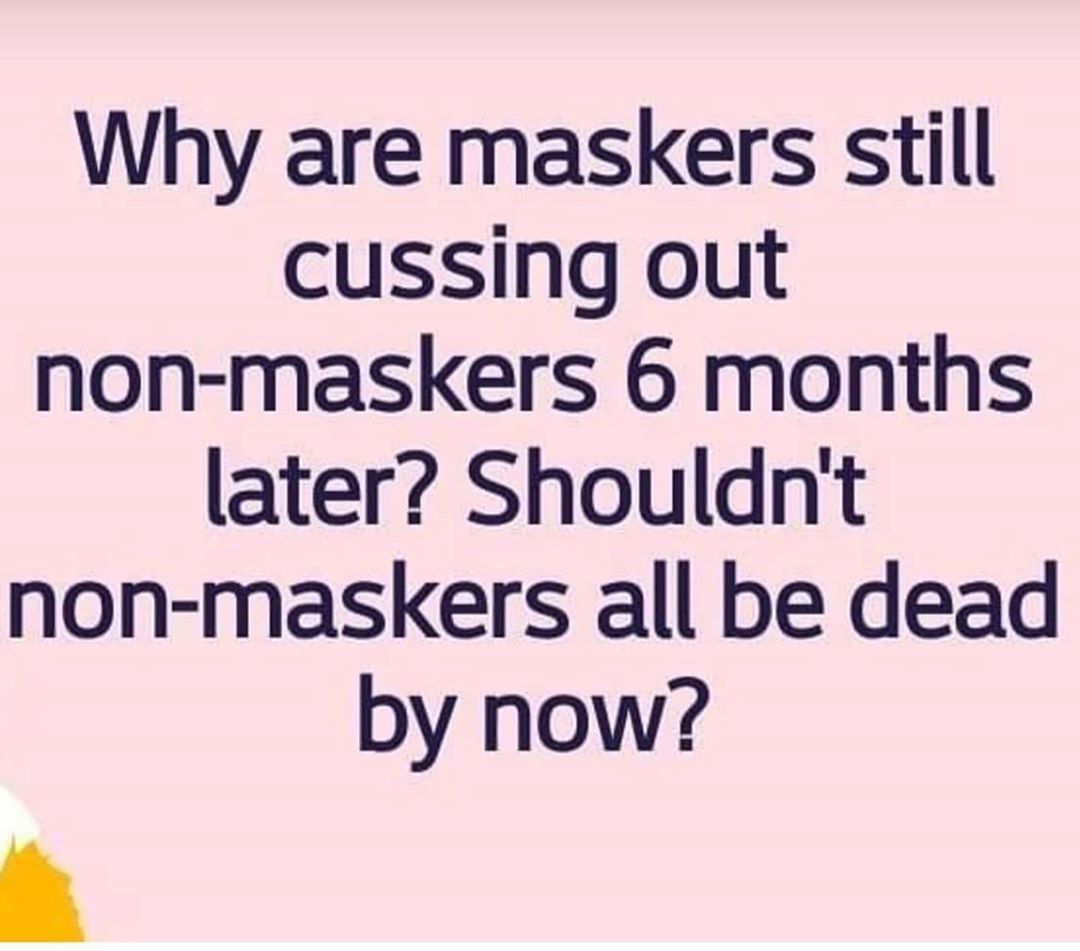 Why are maskers still
cussing out
non-maskers 6 months
later? Shouldn't
non-maskers all be dead
by now?